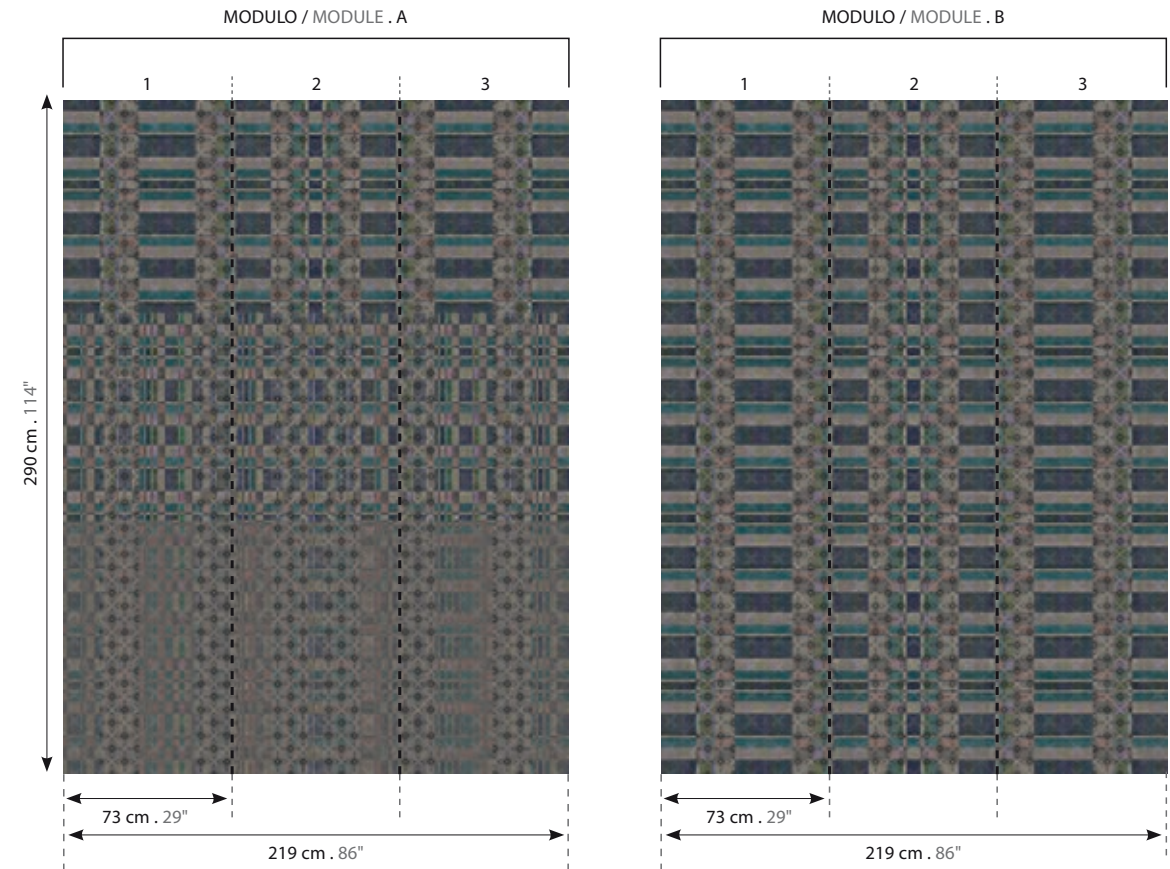 MODULO / MODULE . A
1 2 3
290 cm . 114"
73 cm . 29"
219 cm . 86"
MODULO / MODULE . B
1 2 3
73 cm . 29"
219 cm . 86"